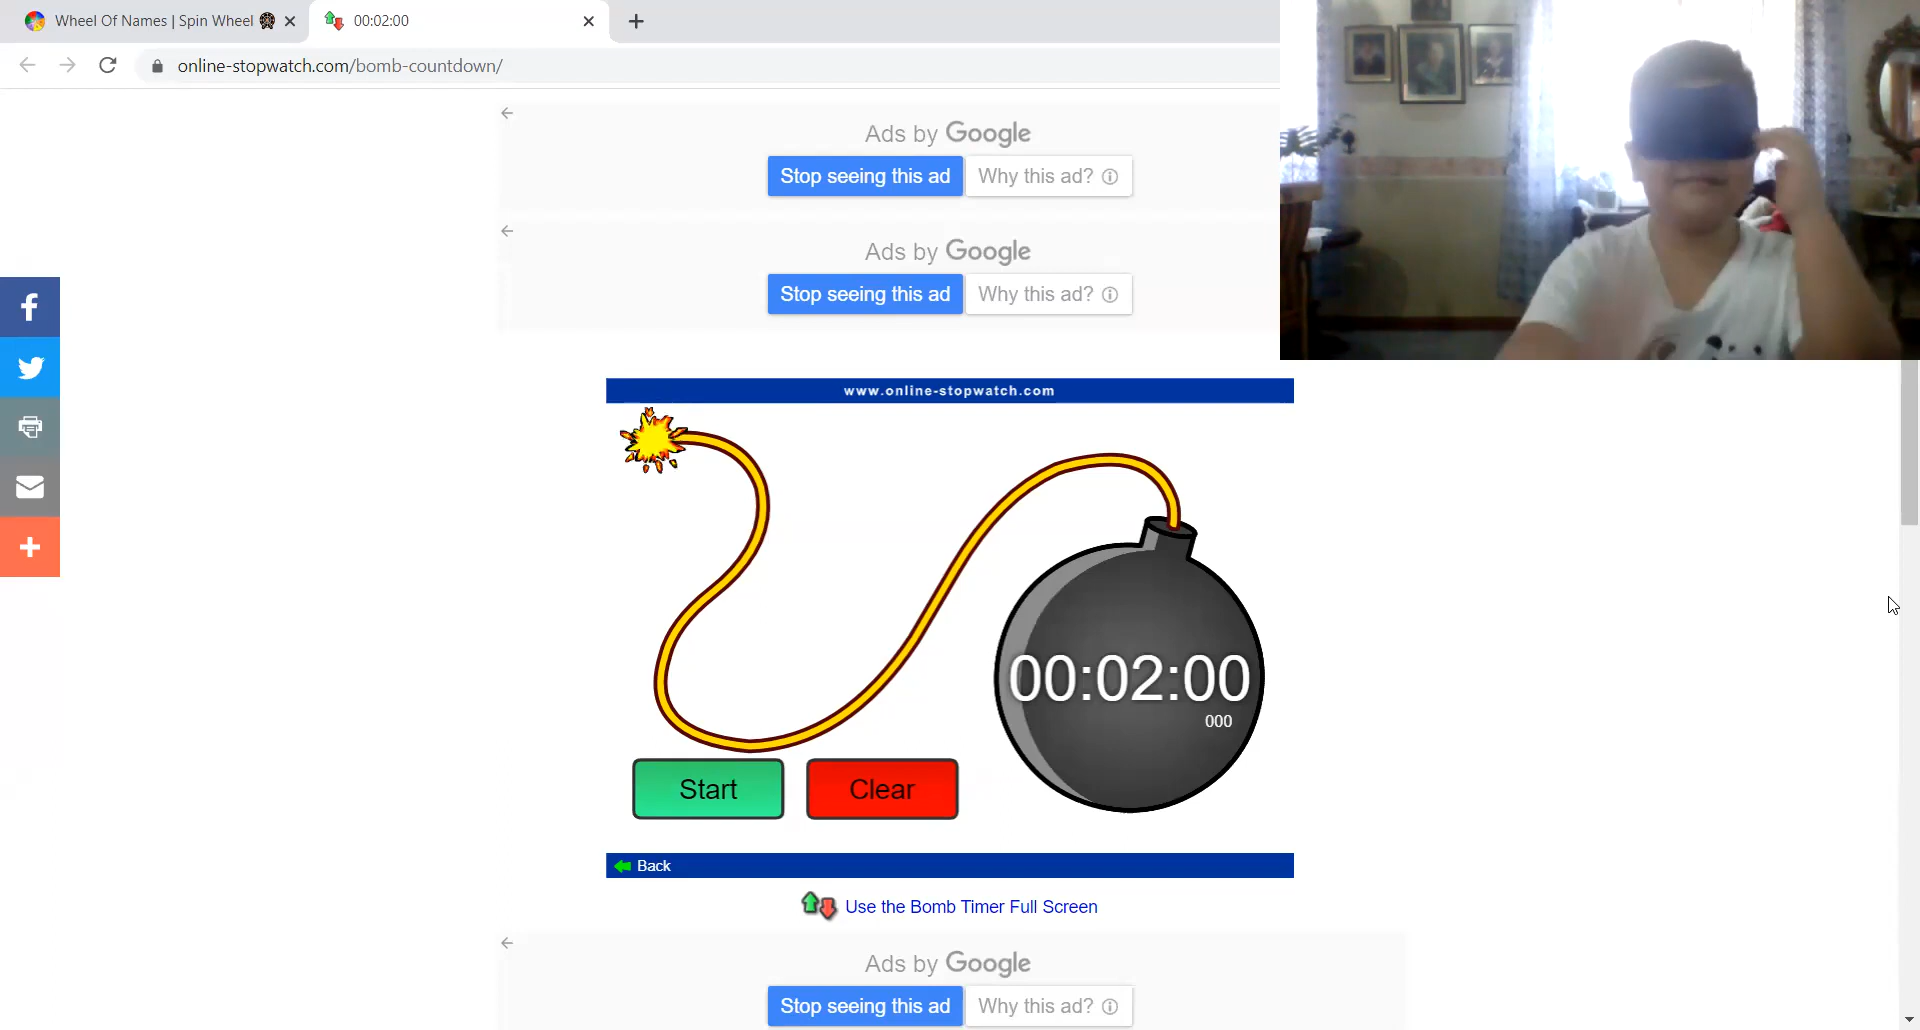 Wheel Of Names | Spin Wheel
00:02:00
online-stopwatch.com/bomb-countdown/
Ads by Google
Stop seeing this ad
Why this ad?
Ads by Google
Stop seeing this ad
Why this ad?
www.online-stopwatch.com
00:02:00
000
Start
Clear
Back
Use the Bomb Timer Full Screen
Ads by Google
Stop seeing this ad
Why this ad?